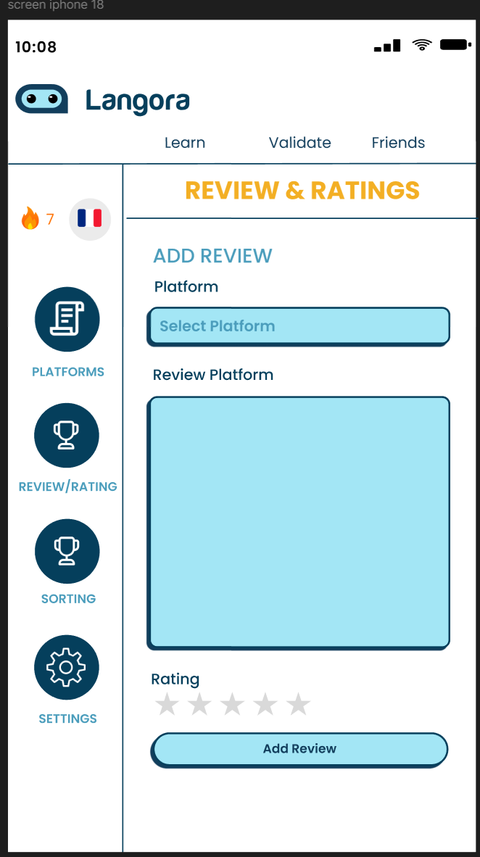 screen iphone 18
10:08
Langora
Learn Validate Friends
REVIEW & RATINGS
7
ADD REVIEW
Platform
Select Platform
PLATFORMS
Review Platform
REVIEW/RATING
SORTING
Rating
SETTINGS
Add Review